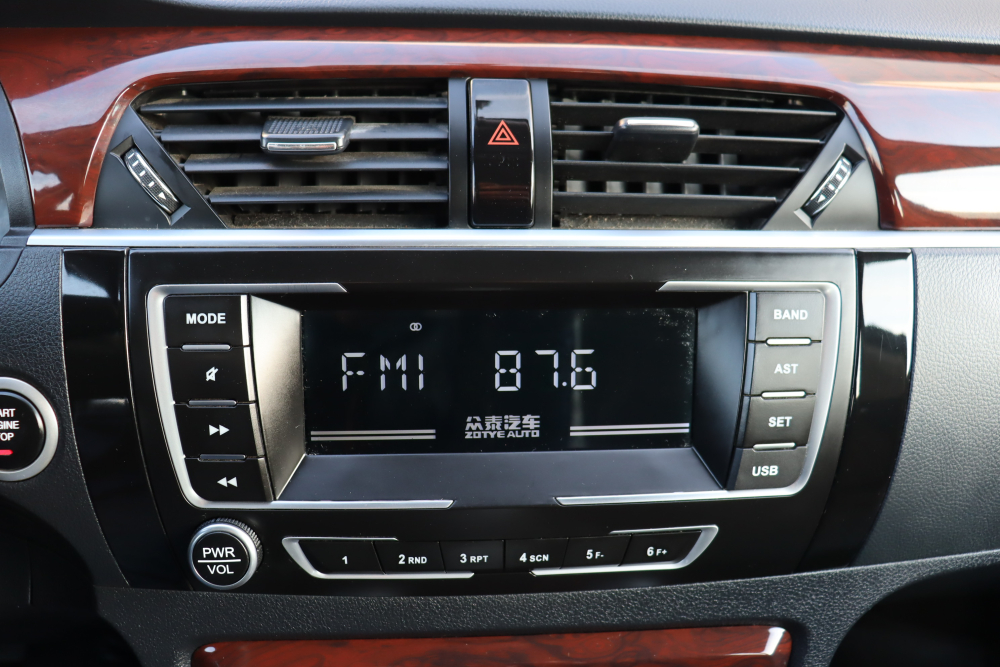 MODE
BAND
AST
SET
USB
FM1 87.6
众泰汽车
ZOTYE AUTO
ART
GINE
OP
PWR
VOL
1
2 RND
3 RPT
4 SCN
5 F-
6 F+